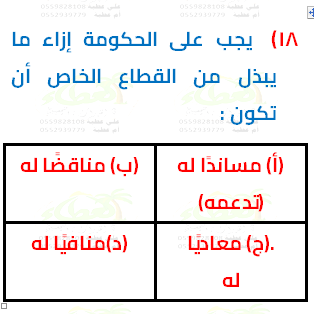 ١٨) يجب على الحكومة إزاء ما
يبذل من القطاع الخاص أن
تكون :
(أ) مساندًا له
(تدعمه)
(ب) مناقضًا له
.(ج) معاديًا
له
(د)منافيًا له